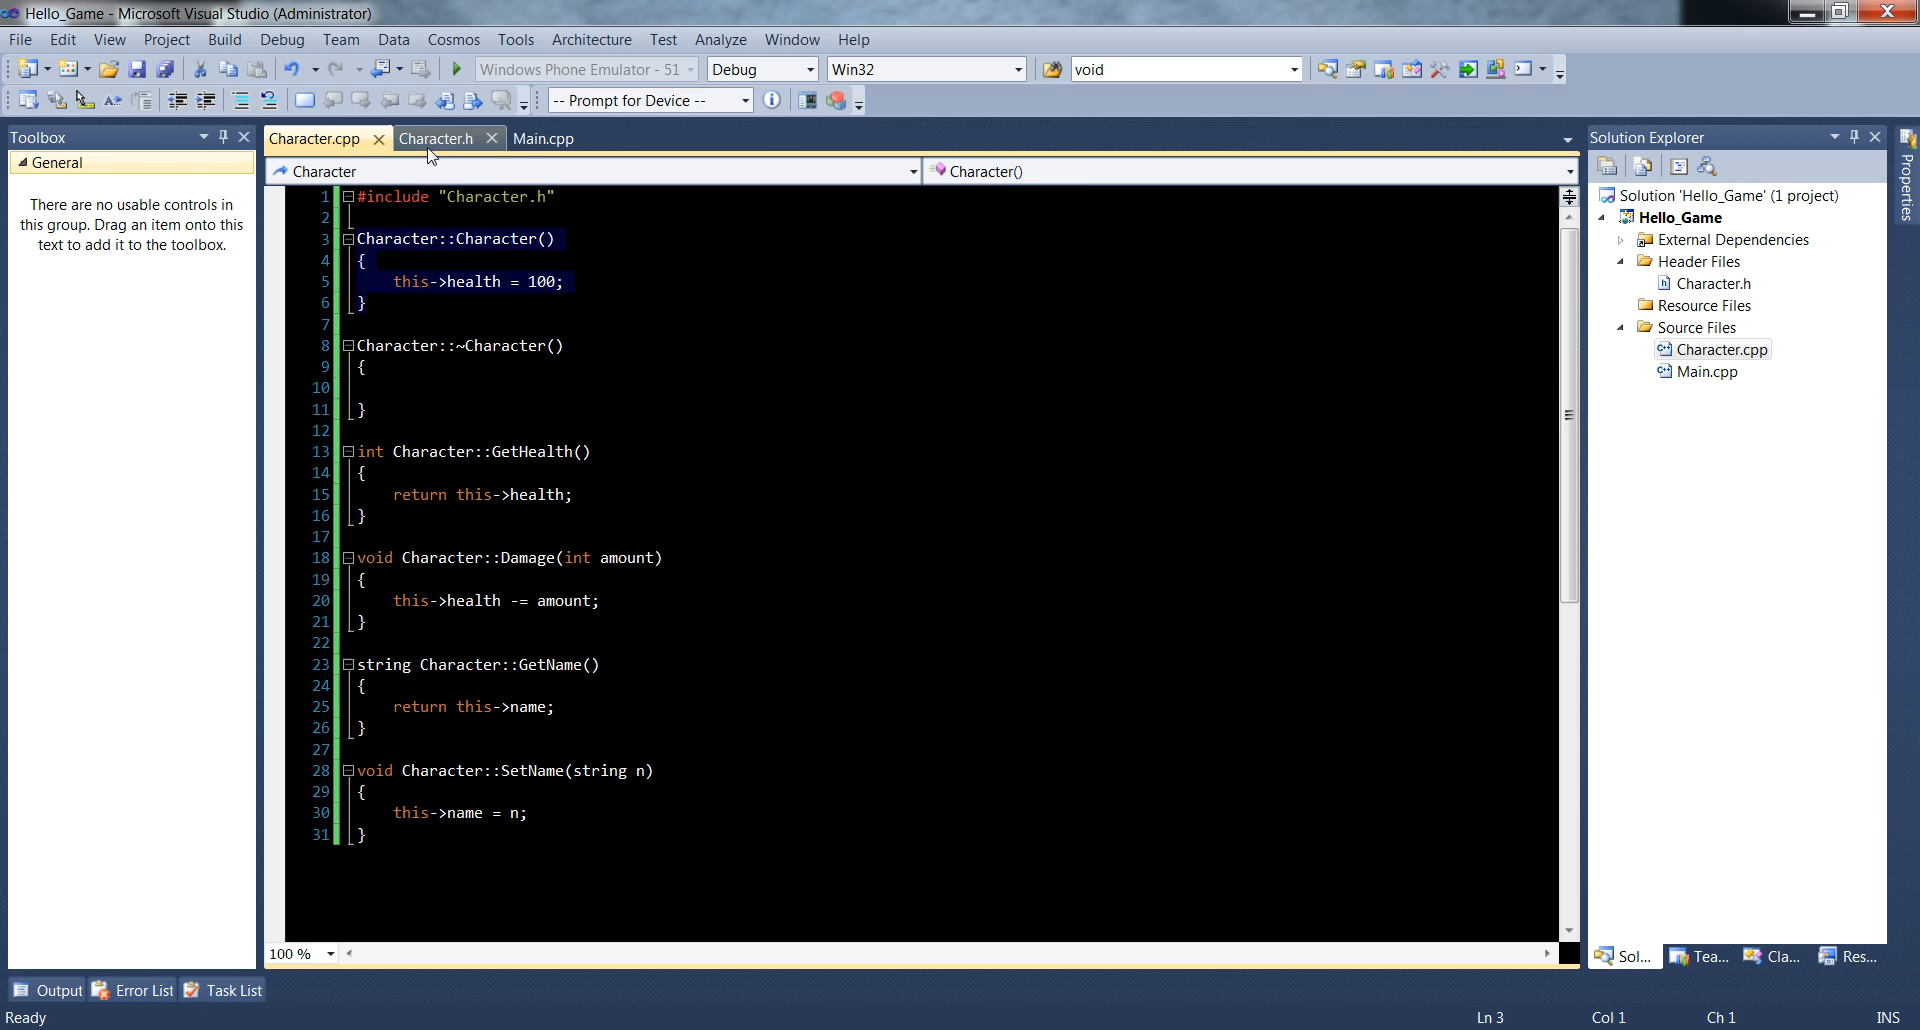 Hello_Game - Microsoft Visual Studio (Administrator)
File Edit View Project Build Debug Team Data Cosmos Tools Architecture Test Analyze Window Help
Windows Phone Emulator - 51 Debug Win32 void
-- Prompt for Device --
Toolbox
General
There are no usable controls in
this group. Drag an item onto this
text to add it to the toolbox.
Character.cpp Character.h Main.cpp
Character Character()
1 #include "Character.h"
2
3 Character::Character()
4 {
5 this->health = 100;
6 }
7
8 Character::~Character()
9 {
10
11 }
12
13 int Character::GetHealth()
14 {
15 return this->health;
16 }
17
18 void Character::Damage(int amount)
19 {
20 this->health -= amount;
21 }
22
23 string Character::GetName()
24 {
25 return this->name;
26 }
27
28 void Character::SetName(string n)
29 {
30 this->name = n;
31 }
100 %
Solution Explorer
Solution 'Hello_Game' (1 project)
Hello_Game
External Dependencies
Header Files
Character.h
Resource Files
Source Files
Character.cpp
Main.cpp
Sol... Tea... Cla... Res...
Properties
Output Error List Task List
Ready Ln 3 Col 1 Ch 1 INS